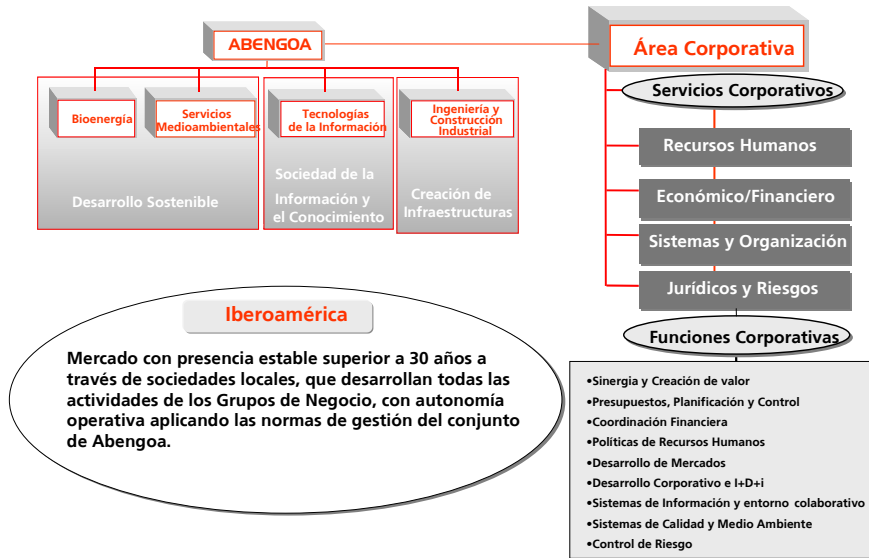 ABENGOA
Bioenergía
Servicios
Medioambientales
Tecnologías
de la Información
Ingeniería y
Construcción
Industrial
Desarrollo Sostenible
Sociedad de la
Información y
el Conocimiento
Creación de
Infraestructuras
Área Corporativa
Servicios Corporativos
Recursos Humanos
Económico/Financiero
Sistemas y Organización
Jurídicos y Riesgos
Funciones Corporativas
•Sinergia y Creación de valor
•Presupuestos, Planificación y Control
•Coordinación Financiera
•Políticas de Recursos Humanos
•Desarrollo de Mercados
•Desarrollo Corporativo e I+D+i
•Sistemas de Información y entorno colaborativo
•Sistemas de Calidad y Medio Ambiente
•Control de Riesgo
Iberoamérica
Mercado con presencia estable superior a 30 años a
través de sociedades locales, que desarrollan todas las
actividades de los Grupos de Negocio, con autonomía
operativa aplicando las normas de gestión del conjunto
de Abengoa.